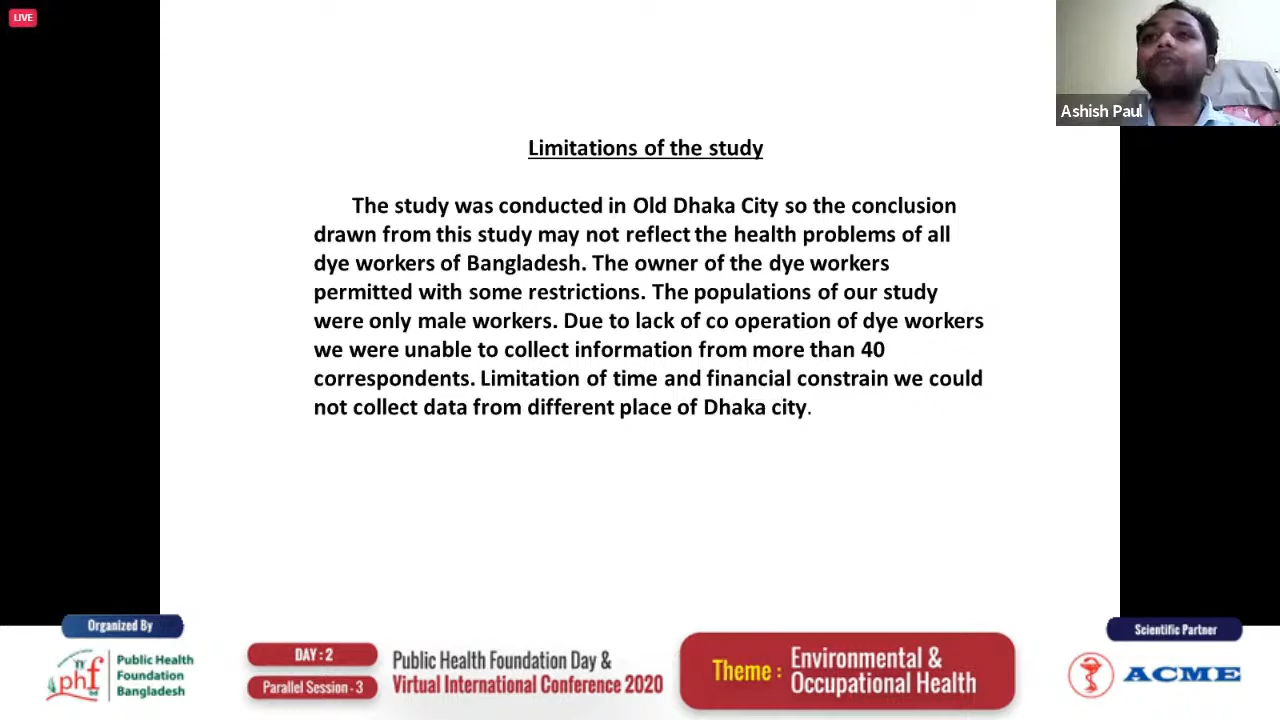 LIVE
Ashish Paul
Limitations of the study
The study was conducted in Old Dhaka City so the conclusion
drawn from this study may not reflect the health problems of all
dye workers of Bangladesh. The owner of the dye workers
permitted with some restrictions. The populations of our study
were only male workers. Due to lack of co operation of dye workers
we were unable to collect information from more than 40
correspondents. Limitation of time and financial constrain we could
not collect data from different place of Dhaka city.
Organized By
phf
Public Health
Foundation
Bangladesh
DAY : 2
Parallel Session - 3
Public Health Foundation Day &
Virtual International Conference 2020
Theme :
Environmental &
Occupational Health
Scientific Partner
ACME